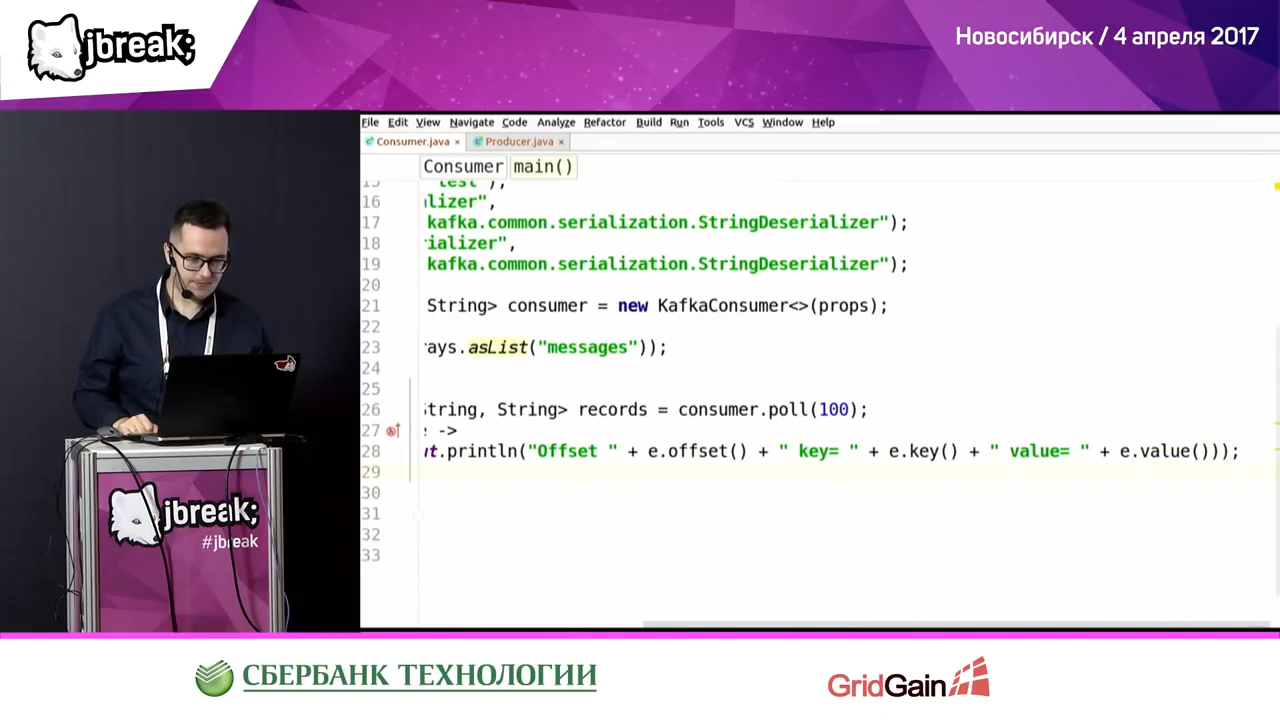 jbreak;
Новосибирск / 4 апреля 2017
File Edit View Navigate Code Analyze Refactor Build Run Tools VCS Window Help
Consumer.java × Producer.java ×
Consumer main()
15 "test");
16 lizer",
17 kafka.common.serialization.StringDeserializer");
18 ializer",
19 kafka.common.serialization.StringDeserializer");
20
21 String> consumer = new KafkaConsumer<>(props);
22
23 ays.asList("messages"));
24
25
26 String, String> records = consumer.poll(100);
27 ->
28 t.println("Offset " + e.offset() + " key= " + e.key() + " value= " + e.value()));
29
30
31
32
33
jbreak;
#jbreak
СБЕРБАНК ТЕХНОЛОГИИ
GridGain